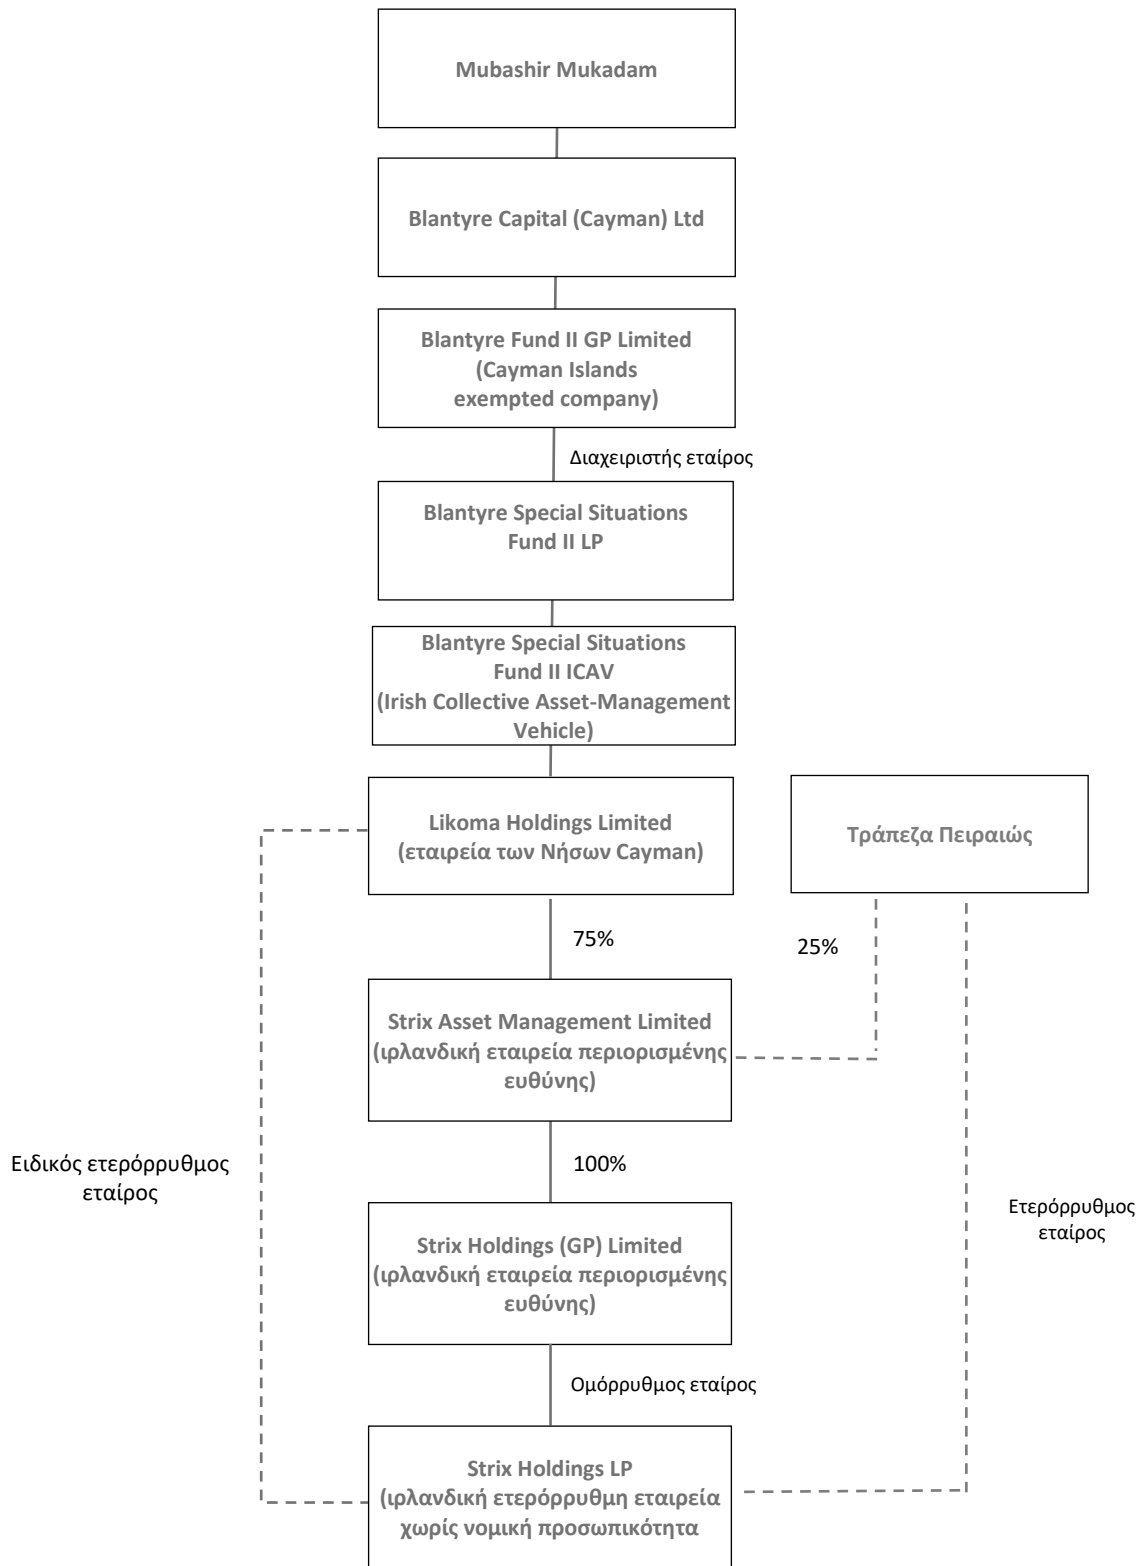 Mubashir Mukadam
Blantyre Capital (Cayman) Ltd
Blantyre Fund II GP Limited
(Cayman Islands
exempted company)
Διαχειριστής εταίρος
Blantyre Special Situations
Fund II LP
Blantyre Special Situations
Fund II ICAV
(Irish Collective Asset-Management
Vehicle)
Likoma Holdings Limited
(εταιρεία των Νήσων Cayman)
Τράπεζα Πειραιώς
75%
25%
Strix Asset Management Limited
(ιρλανδική εταιρεία περιορισμένης
ευθύνης)
Ειδικός ετερόρρυθμος
εταίρος
100%
Ετερόρρυθμος
εταίρος
Strix Holdings (GP) Limited
(ιρλανδική εταιρεία περιορισμένης
ευθύνης)
Ομόρρυθμος εταίρος
Strix Holdings LP
(ιρλανδική ετερόρρυθμη εταιρεία
χωρίς νομική προσωπικότητα